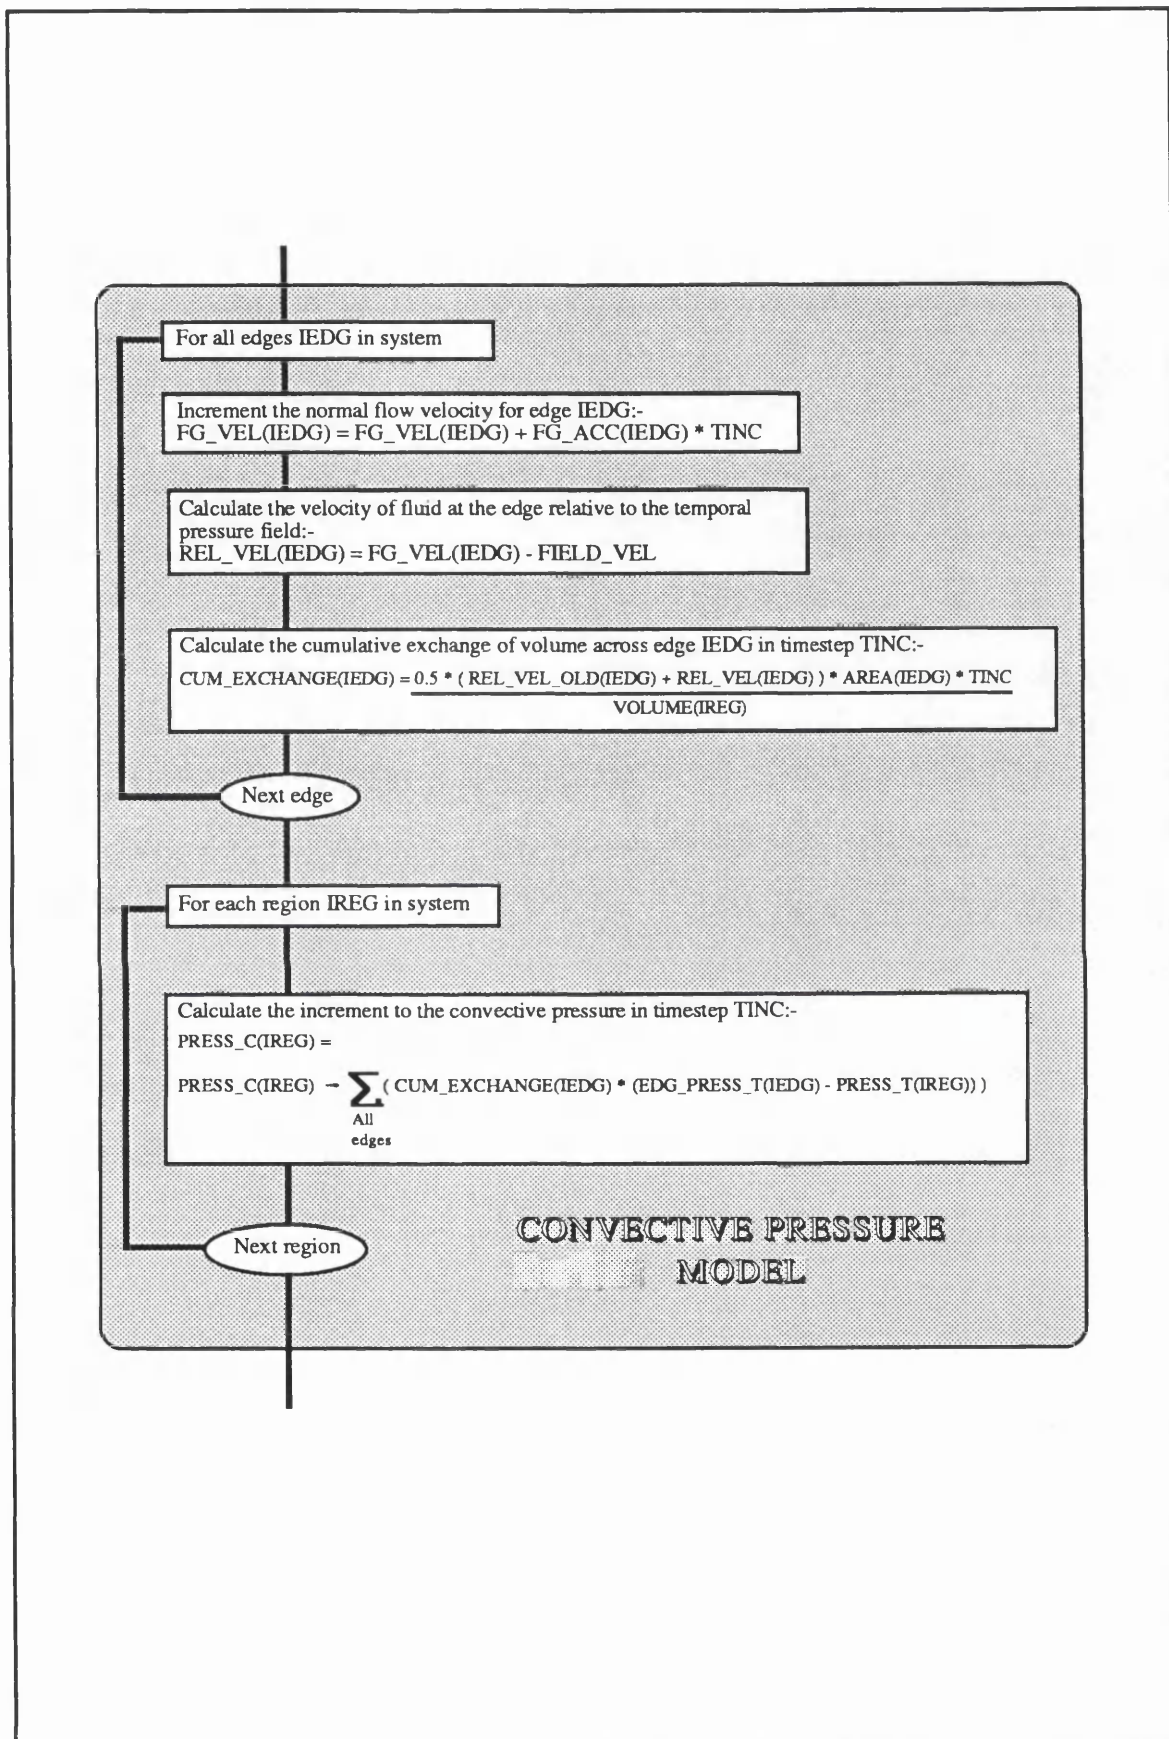 For all edges IEDG in system
Increment the normal flow velocity for edge IEDG:-
FG_VEL(IEDG) = FG_VEL(IEDG) + FG_ACC(IEDG) * TINC
Calculate the velocity of fluid at the edge relative to the temporal
pressure field:-
REL_VEL(IEDG) = FG_VEL(IEDG) - FIELD_VEL
Calculate the cumulative exchange of volume across edge IEDG in timestep TINC:-
CUM_EXCHANGE(IEDG) = 0.5 * ( REL_VEL_OLD(IEDG) + REL_VEL(IEDG) ) * AREA(IEDG) * TINC
VOLUME(IREG)
Next edge
For each region IREG in system
Calculate the increment to the convective pressure in timestep TINC:-
PRESS_C(IREG) =
PRESS_C(IREG) - ∑ ( CUM_EXCHANGE(IEDG) * (EDG_PRESS_T(IEDG) - PRESS_T(IREG)) )
All
edges
Next region
CONVECTIVE PRESSURE
MODEL